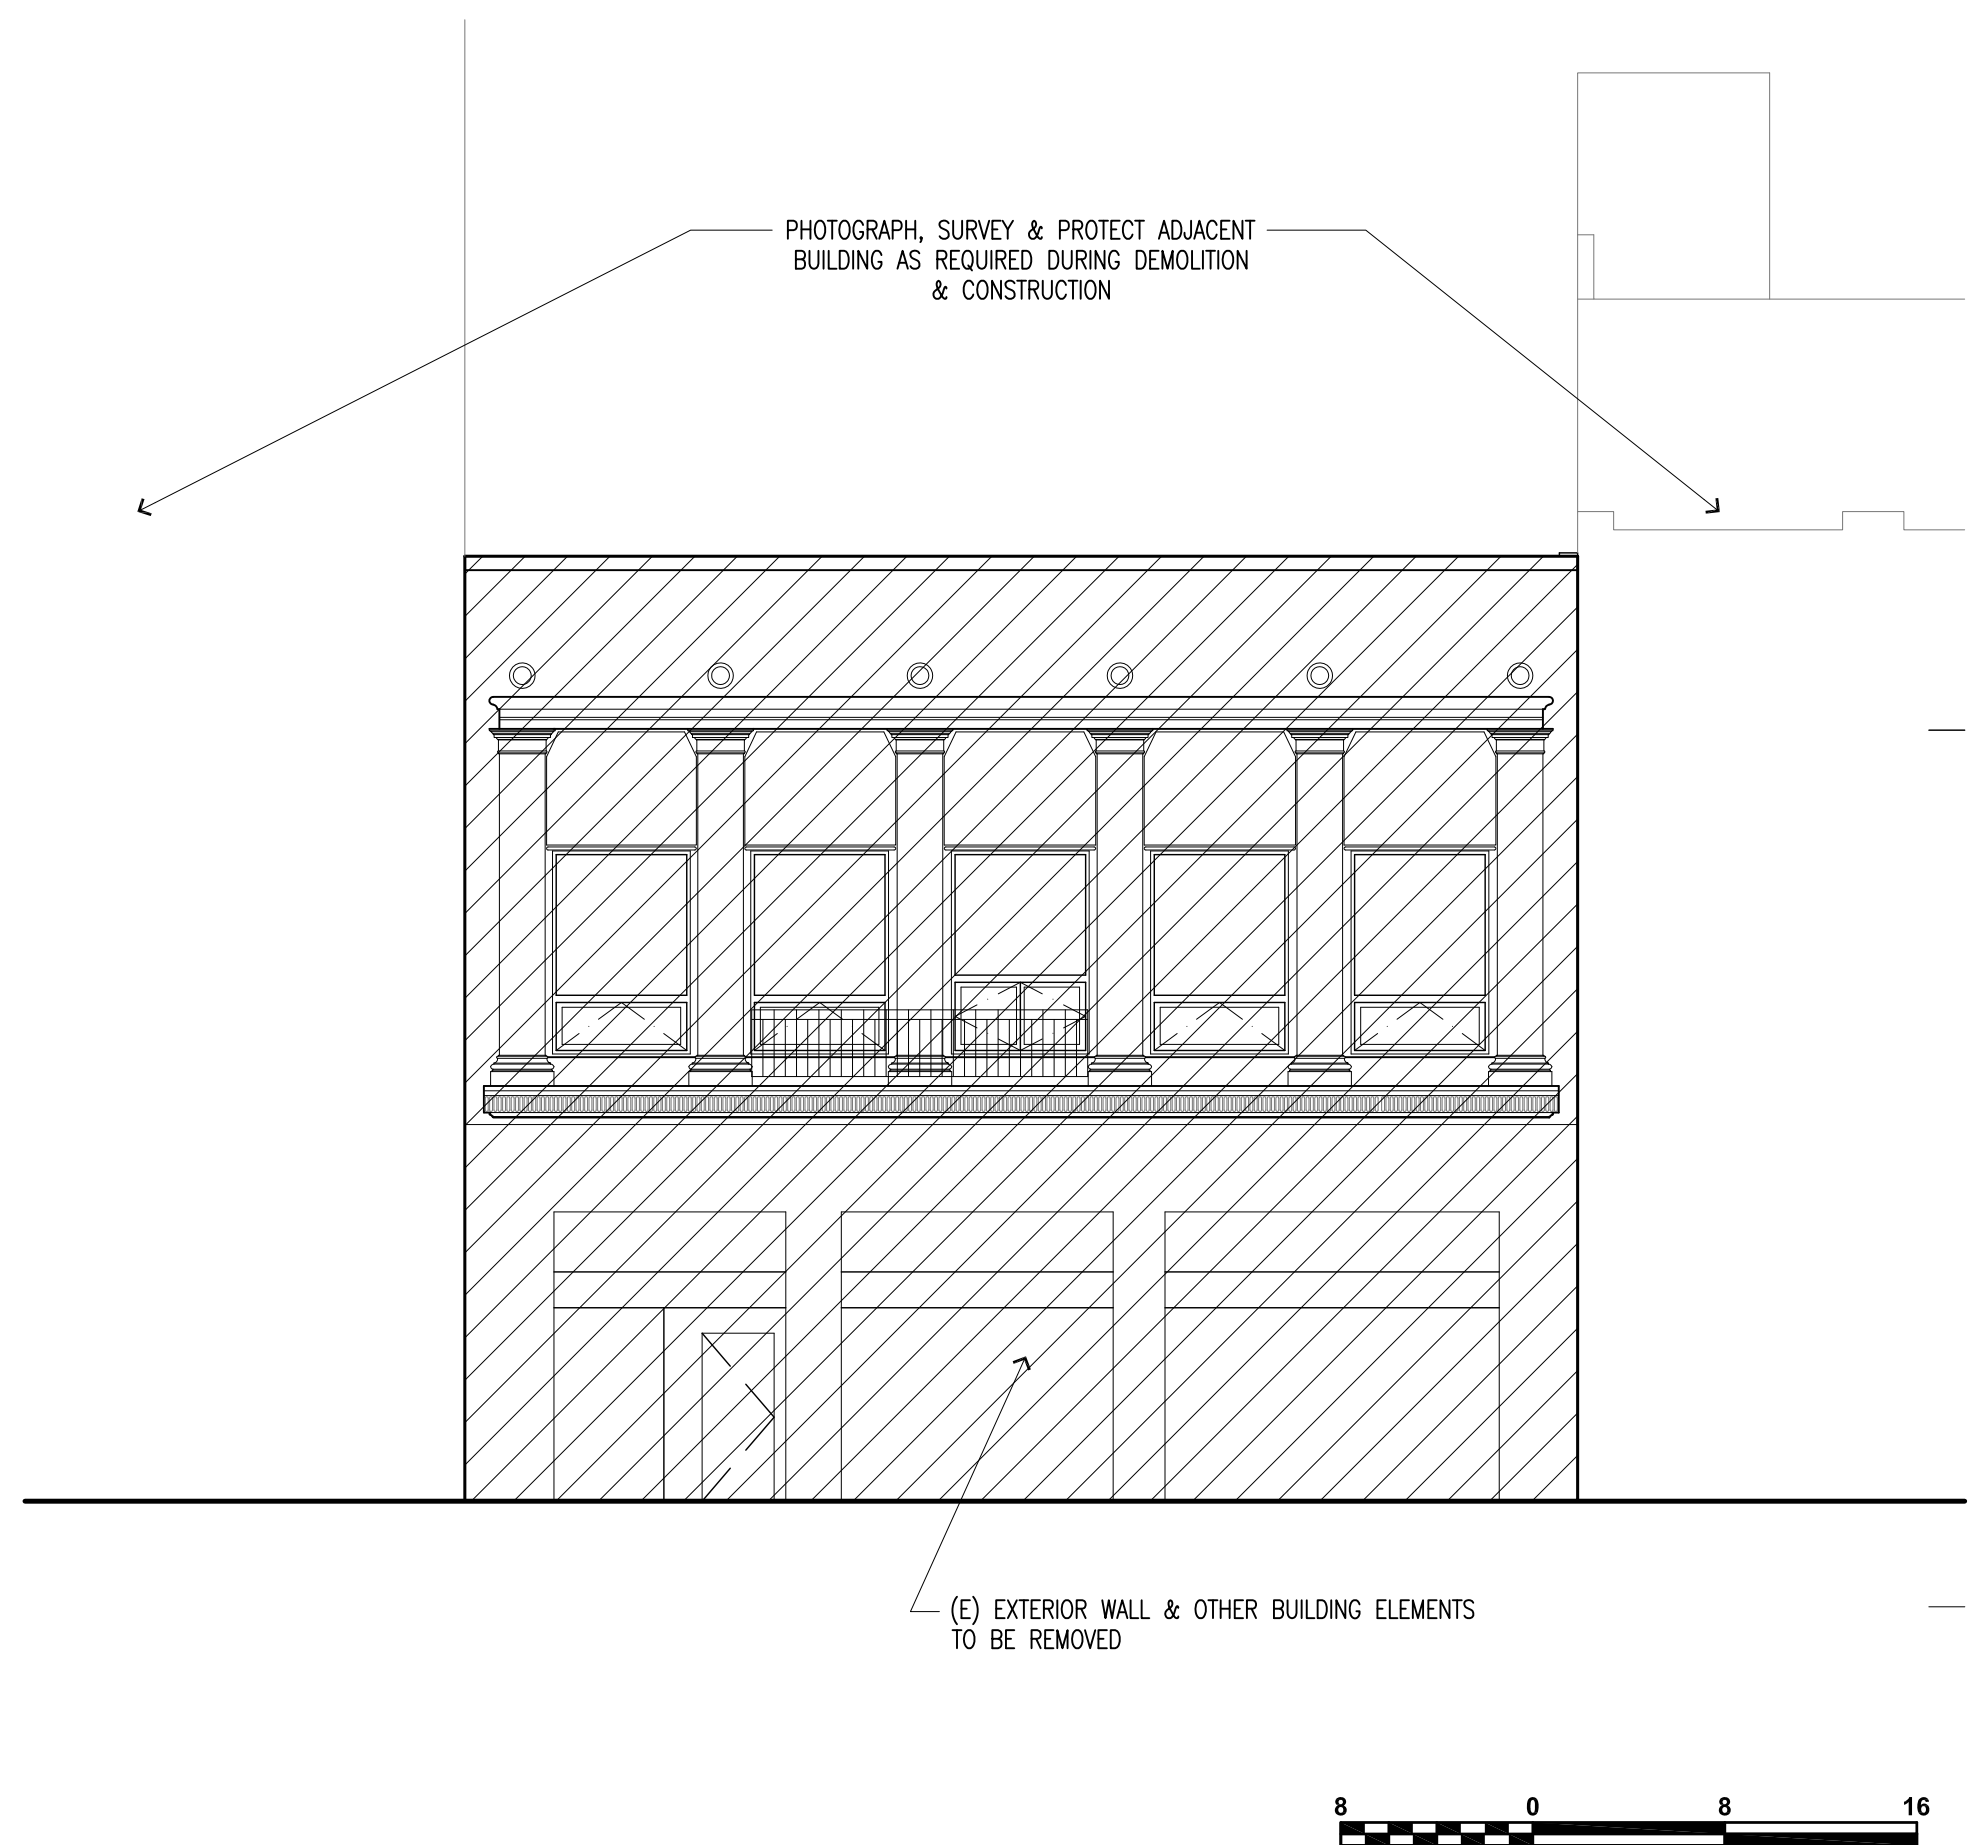 PHOTOGRAPH, SURVEY & PROTECT ADJACENT
BUILDING AS REQUIRED DURING DEMOLITION
& CONSTRUCTION
(E) EXTERIOR WALL & OTHER BUILDING ELEMENTS
TO BE REMOVED
8 0 8 16